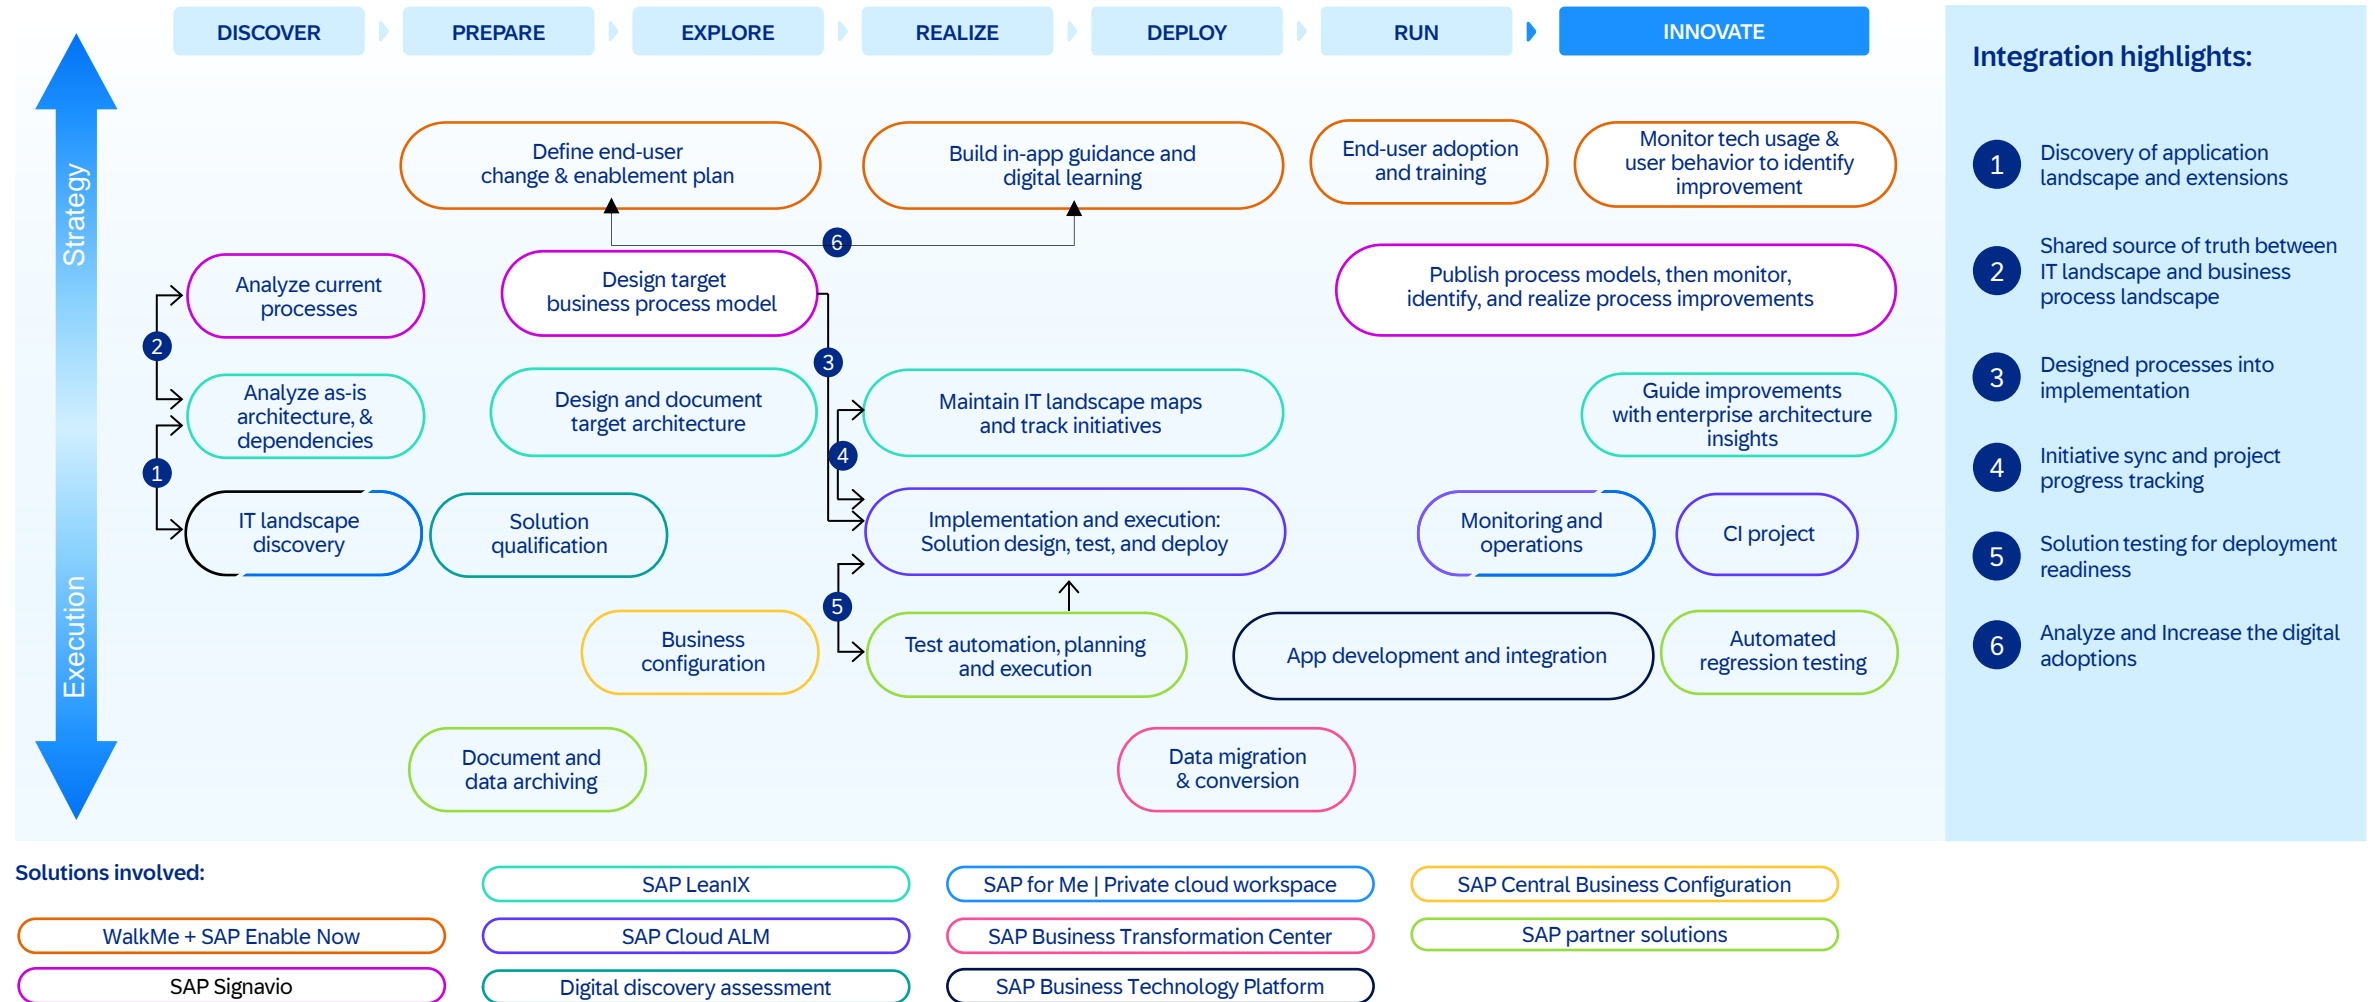 DISCOVER
PREPARE
EXPLORE
REALIZE
DEPLOY
RUN
INNOVATE
Strategy
Execution
Define end-user
change & enablement plan
Build in-app guidance and
digital learning
End-user adoption
and training
Monitor tech usage &
user behavior to identify
improvement
6
Analyze current
processes
Design target
business process model
Publish process models, then monitor,
identify, and realize process improvements
2
3
Analyze as-is
architecture, &
dependencies
Design and document
target architecture
Maintain IT landscape maps
and track initiatives
Guide improvements
with enterprise architecture
insights
1
4
IT landscape
discovery
Solution
qualification
Implementation and execution:
Solution design, test, and deploy
Monitoring and
operations
CI project
5
Business
configuration
Test automation, planning
and execution
App development and integration
Automated
regression testing
Document and
data archiving
Data migration
& conversion
Integration highlights:
1
Discovery of application
landscape and extensions
2
Shared source of truth between
IT landscape and business
process landscape
3
Designed processes into
implementation
4
Initiative sync and project
progress tracking
5
Solution testing for deployment
readiness
6
Analyze and Increase the digital
adoptions
Solutions involved:
WalkMe + SAP Enable Now
SAP Signavio
SAP LeanIX
SAP Cloud ALM
Digital discovery assessment
SAP for Me | Private cloud workspace
SAP Business Transformation Center
SAP Business Technology Platform
SAP Central Business Configuration
SAP partner solutions